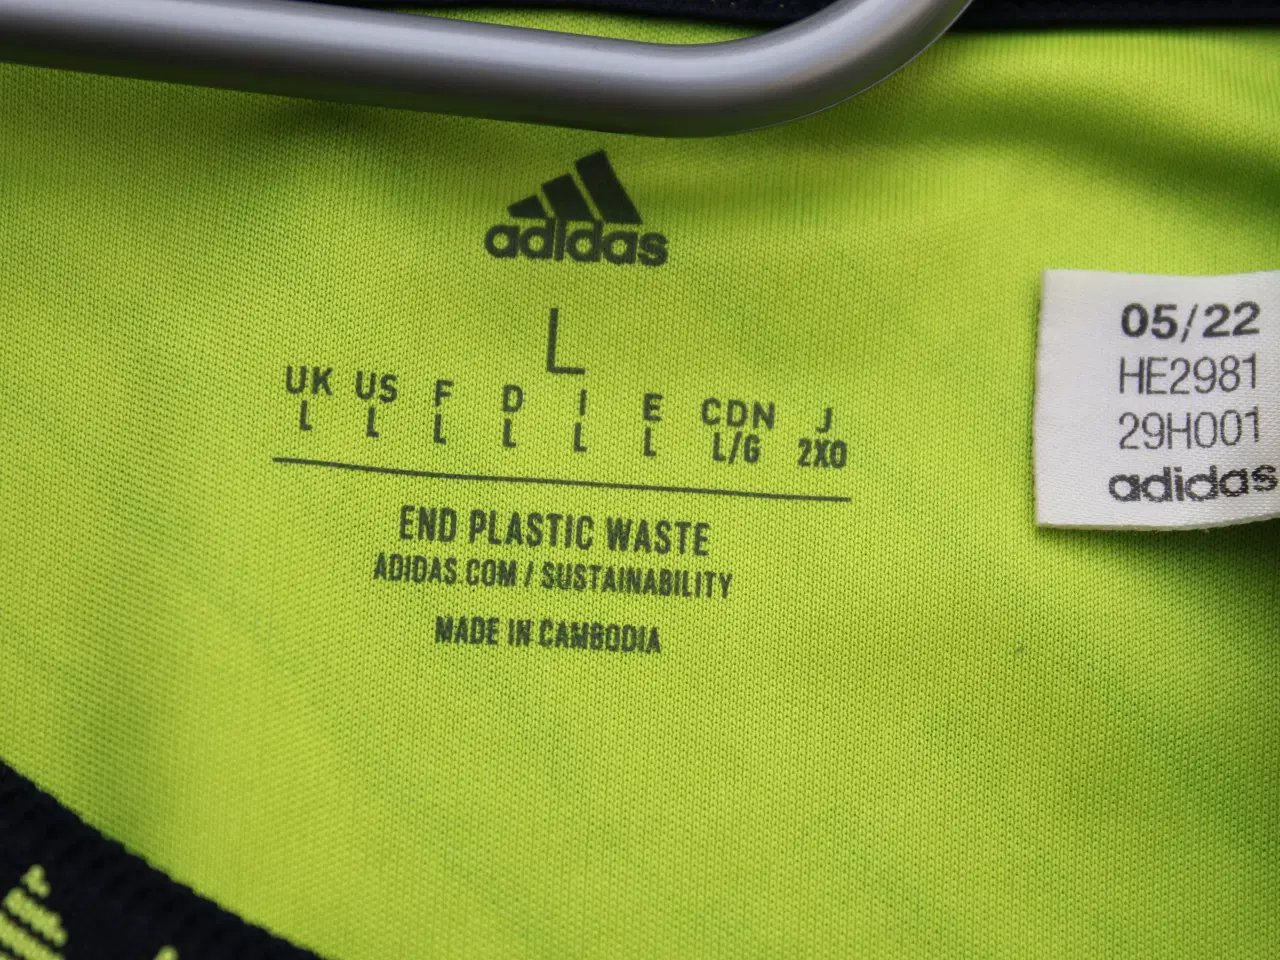 adidas
L
UK US F D I E CDN J
L L L L L L L/G 2XO
END PLASTIC WASTE
ADIDAS.COM / SUSTAINABILITY
MADE IN CAMBODIA
05/22
HE2981
29H001
adidas